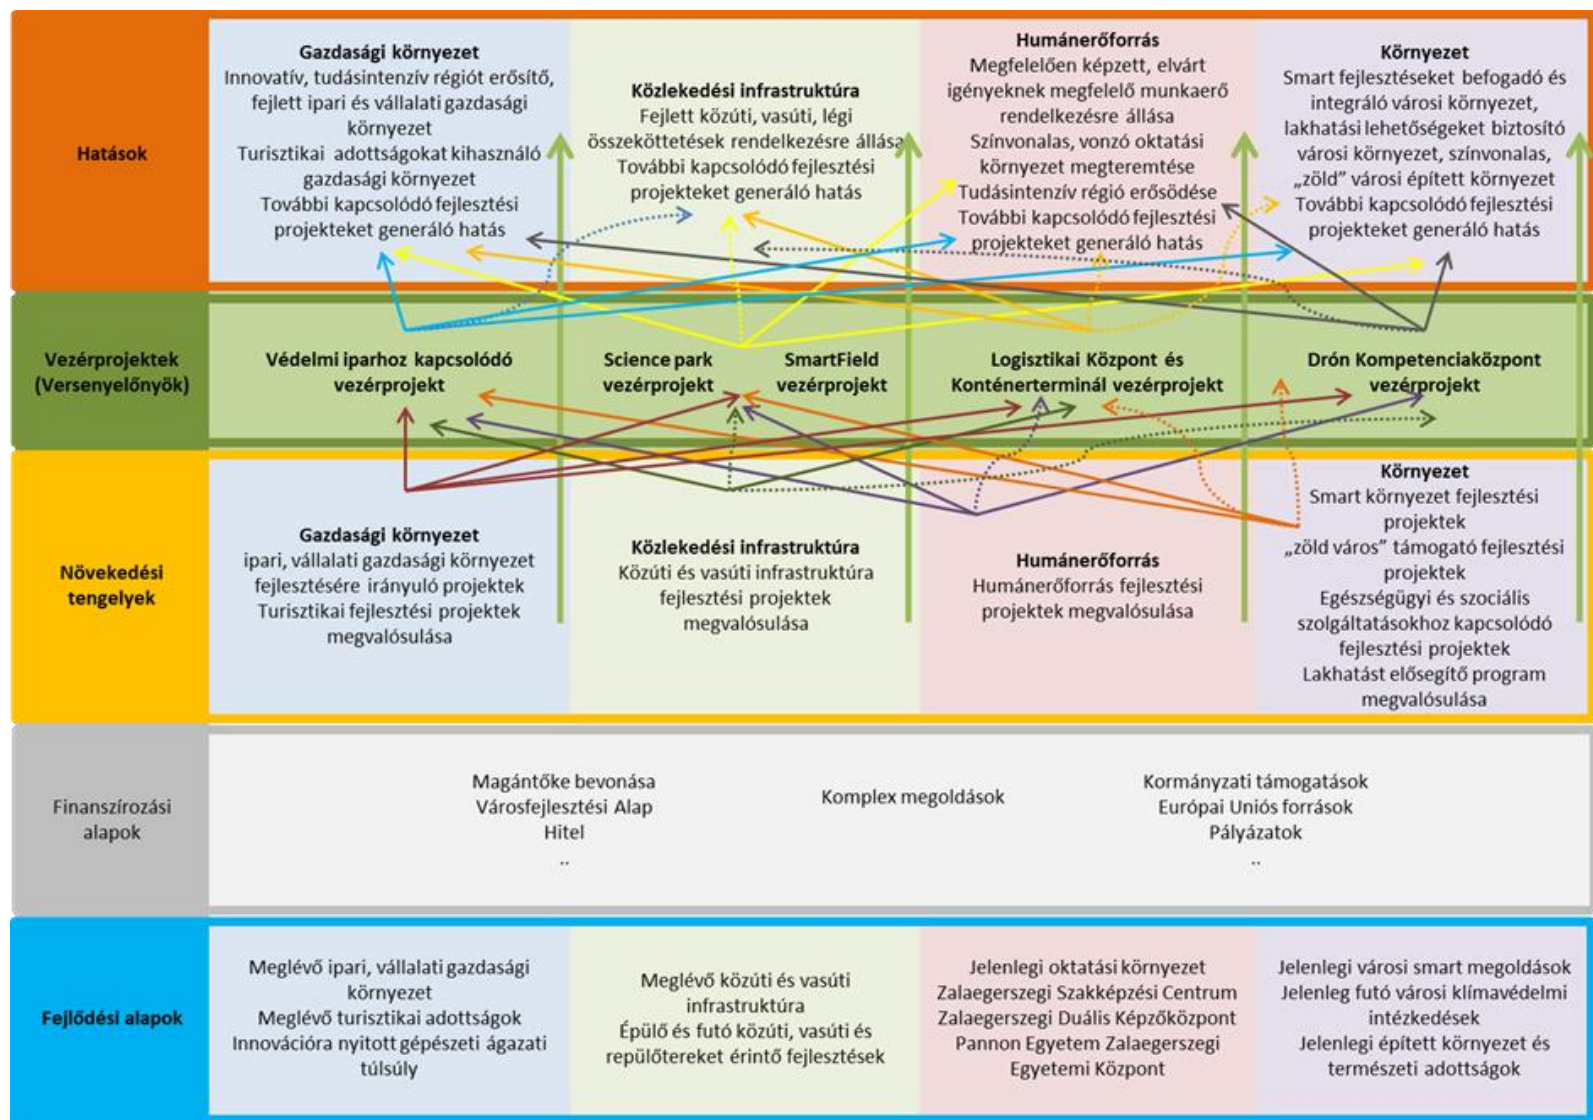 Hatások
Gazdasági környezet
Innovatív, tudásintenzív régiót erősítő,
fejlett ipari és vállalati gazdasági
környezet
Turisztikai adottságokat kihasználó
gazdasági környezet
További kapcsolódó fejlesztési
projekteket generáló hatás
Közlekedési infrastruktúra
Fejlett közúti, vasúti, légi
összeköttetések rendelkezésre állása
További kapcsolódó fejlesztési
projekteket generáló hatás
Humánerőforrás
Megfelelően képzett, elvárt
igényeknek megfelelő munkaerő
rendelkezésre állása
Színvonalas, vonzó oktatási
környezet megteremtése
Tudásintenzív régió erősödése
További kapcsolódó fejlesztési
projekteket generáló hatás
Környezet
Smart fejlesztéseket befogadó és
integráló városi környezet,
lakhatási lehetőségeket biztosító
városi környezet, színvonalas,
„zöld” városi épített környezet
További kapcsolódó fejlesztési
projekteket generáló hatás
Vezérprojektek
(Versenyelőnyök)
Védelmi iparhoz kapcsolódó
vezérprojekt
Science park
vezérprojekt
SmartField
vezérprojekt
Logisztikai Központ és
Konténerterminál vezérprojekt
Drón Kompetenciaközpont
vezérprojekt
Növekedési
tengelyek
Gazdasági környezet
ipari, vállalati gazdasági környezet
fejlesztésére irányuló projektek
Turisztikai fejlesztési projektek
megvalósulása
Közlekedési infrastruktúra
Közúti és vasúti infrastruktúra
fejlesztési projektek
megvalósulása
Humánerőforrás
Humánerőforrás fejlesztési
projektek megvalósulása
Környezet
Smart környezet fejlesztési
projektek
„zöld város” támogató fejlesztési
projektek
Egészségügyi és szociális
szolgáltatásokhoz kapcsolódó
fejlesztési projektek
Lakhatást elősegítő program
megvalósulása
Finanszírozási
alapok
Magántőke bevonása
Városfejlesztési Alap
Hitel
..
Komplex megoldások
Kormányzati támogatások
Európai Uniós források
Pályázatok
..
Fejlődési alapok
Meglévő ipari, vállalati gazdasági
környezet
Meglévő turisztikai adottságok
Innovációra nyitott gépészeti ágazati
túlsúly
Meglévő közúti és vasúti
infrastruktúra
Épülő és futó közúti, vasúti és
repülőtereket érintő fejlesztések
Jelenlegi oktatási környezet
Zalaegerszegi Szakképzési Centrum
Zalaegerszegi Duális Képzőközpont
Pannon Egyetem Zalaegerszegi
Egyetemi Központ
Jelenlegi városi smart megoldások
Jelenleg futó városi klímavédelmi
intézkedések
Jelenlegi épített környezet és
természeti adottságok